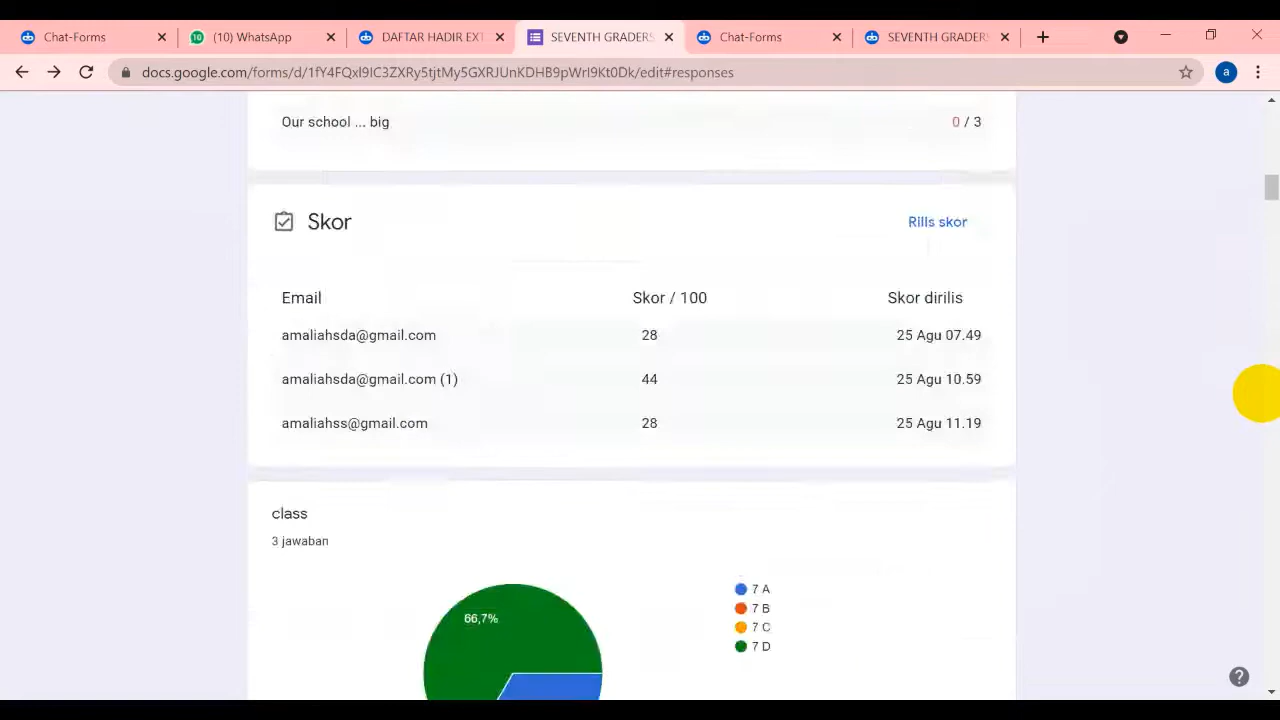 Chat-Forms
(10) WhatsApp
DAFTAR HADIR EXT
SEVENTH GRADERS
Chat-Forms
SEVENTH GRADERS
docs.google.com/forms/d/1fY4FQxl9IC3ZXRy5tjtMy5GXRJUnKDHB9pWrI9Kt0Dk/edit#responses
a
Our school ... big 0 / 3
Skor Rills skor
Email Skor / 100 Skor dirilis
amaliahsda@gmail.com 28 25 Agu 07.49
amaliahsda@gmail.com (1) 44 25 Agu 10.59
amaliahss@gmail.com 28 25 Agu 11.19
class
3 jawaban
66,7%
7 A
7 B
7 C
7 D